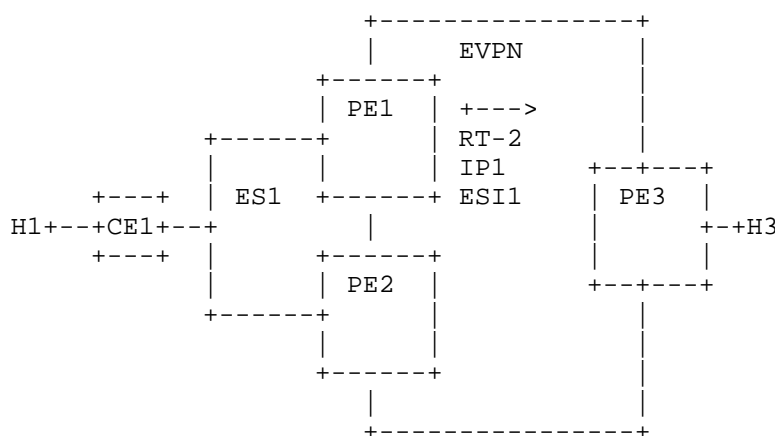 EVPN
PE1 +--->
RT-2
IP1
ES1 ESI1 PE3
H1+--+CE1+--+ +-+H3
PE2